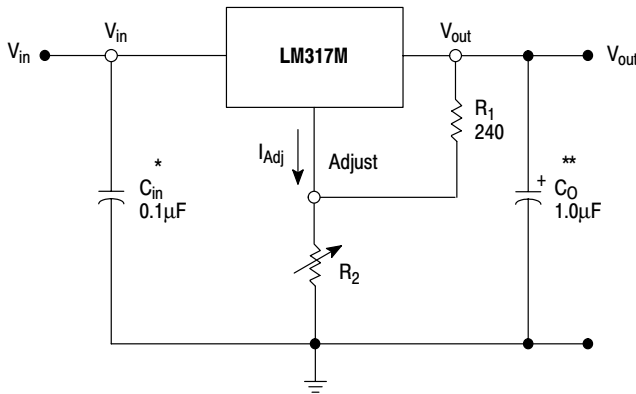 V_in
V_in
LM317M
V_out
V_out
R_1
240
I_Adj
Adjust
*
C_in
0.1μF
**
+
C_O
1.0μF
R_2